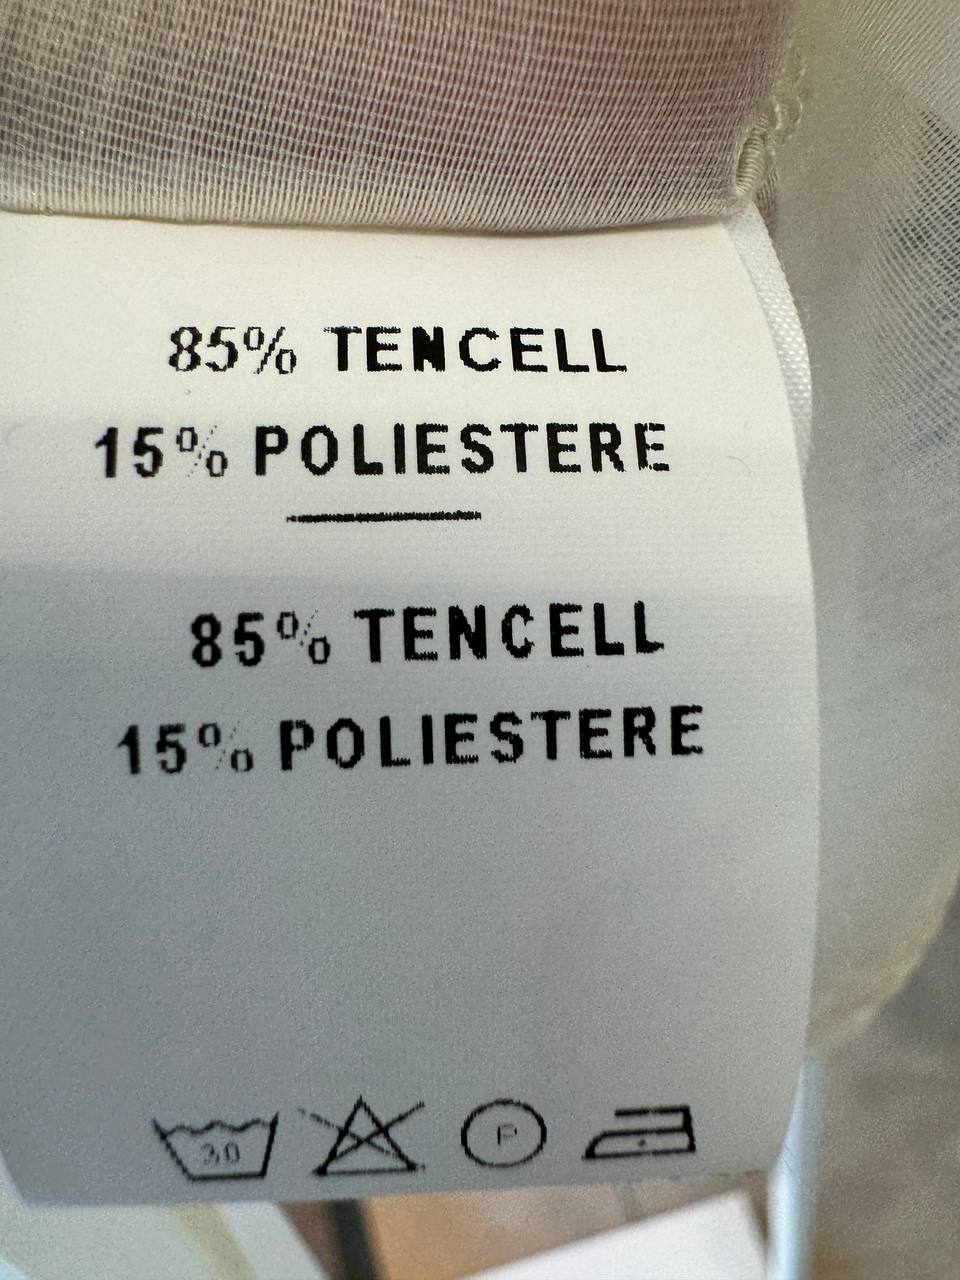 85% TENCELL
15% POLIESTERE
85% TENCELL
15% POLIESTERE
30 P